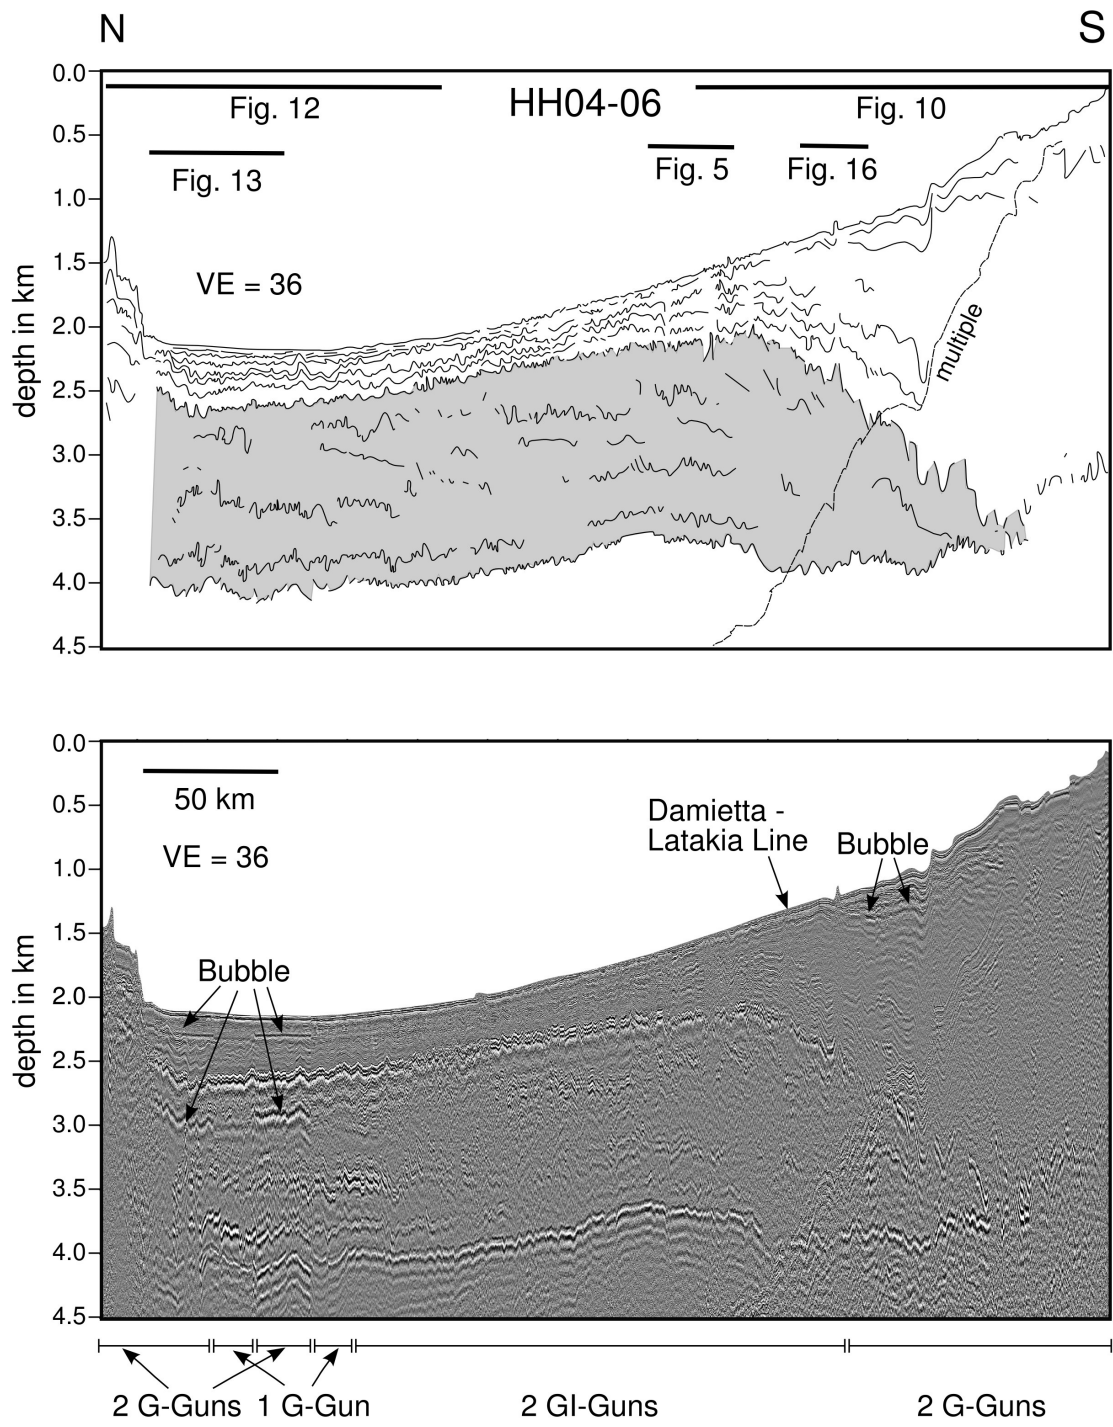 N
S
0.0
0.5
1.0
1.5
2.0
2.5
3.0
3.5
4.0
4.5
depth in km
Fig. 12
HH04-06
Fig. 10
Fig. 13
Fig. 5
Fig. 16
VE = 36
multiple
0.0
0.5
1.0
1.5
2.0
2.5
3.0
3.5
4.0
4.5
depth in km
50 km
VE = 36
Damietta -
Latakia Line
Bubble
Bubble
2 G-Guns
1 G-Gun
2 GI-Guns
2 G-Guns